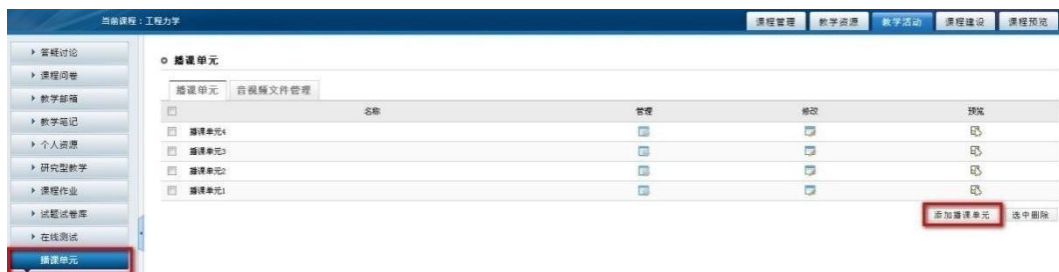 当前课程：工程力学
课程管理 教学资源 教学活动 课程建设 课程预览
答疑讨论
课程问卷
教学邮箱
教学笔记
个人资源
研究型教学
课程作业
试题试卷库
在线测试
播课单元
播课单元
播课单元 音视频文件管理
名称 管理 修改 预览
播课单元4
播课单元3
播课单元2
播课单元1
添加播课单元 选中删除